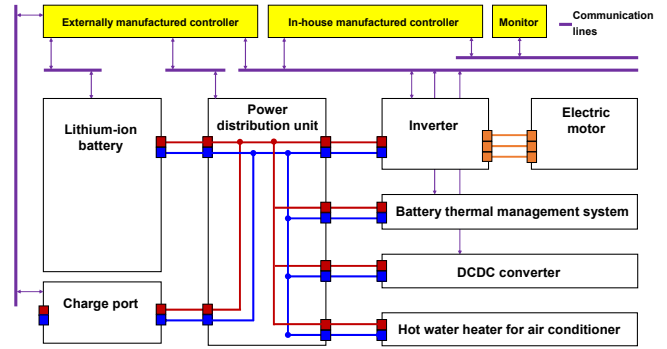 Externally manufactured controller
In-house manufactured controller
Monitor
Communication
lines
Lithium-ion
battery
Power
distribution unit
Inverter
Electric
motor
Battery thermal management system
DCDC converter
Charge port
Hot water heater for air conditioner